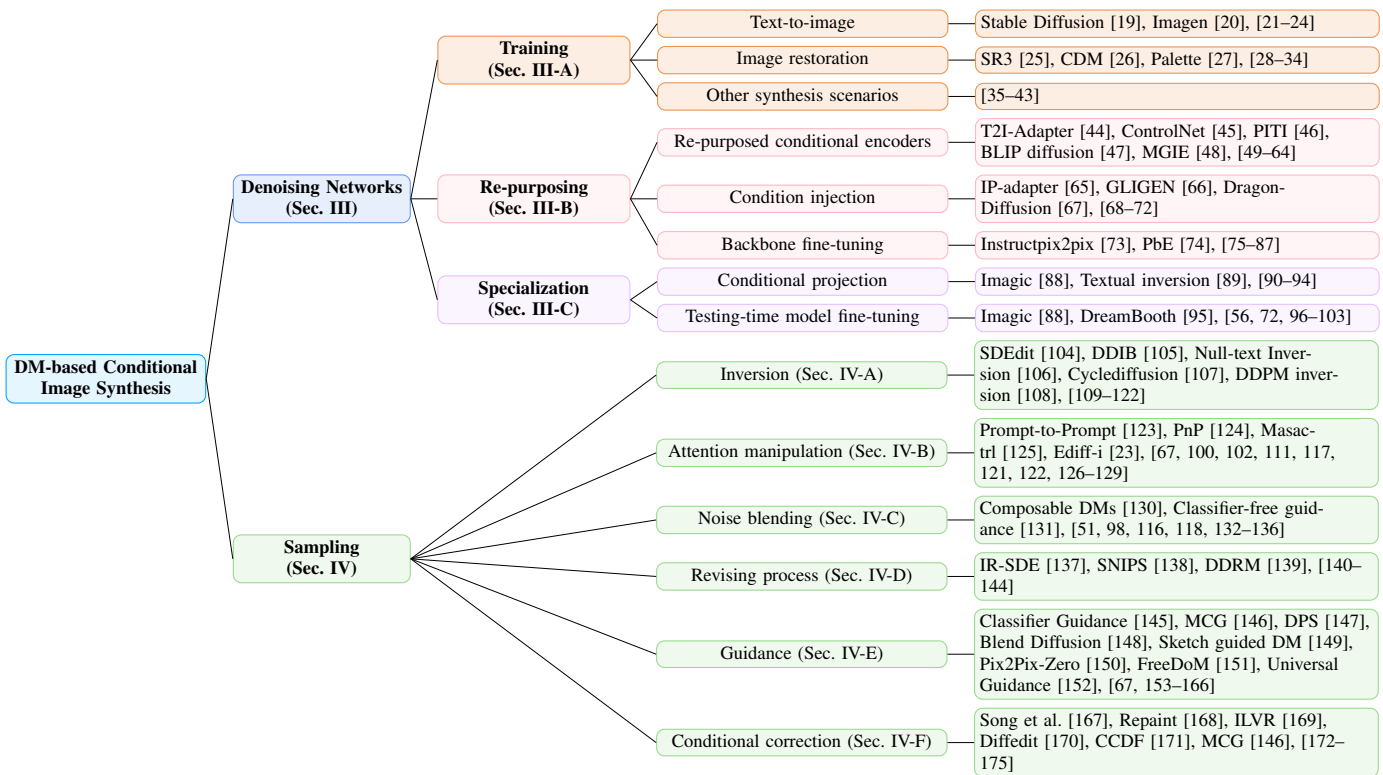 DM-based Conditional
Image Synthesis
Denoising Networks
(Sec. III)
Training
(Sec. III-A)
Text-to-image
Stable Diffusion [19], Imagen [20], [21–24]
Image restoration
SR3 [25], CDM [26], Palette [27], [28–34]
Other synthesis scenarios
[35–43]
Re-purposing
(Sec. III-B)
Re-purposed conditional encoders
T2I-Adapter [44], ControlNet [45], PITI [46],
BLIP diffusion [47], MGIE [48], [49–64]
Condition injection
IP-adapter [65], GLIGEN [66], Dragon-
Diffusion [67], [68–72]
Backbone fine-tuning
Instructpix2pix [73], PbE [74], [75–87]
Specialization
(Sec. III-C)
Conditional projection
Imagic [88], Textual inversion [89], [90–94]
Testing-time model fine-tuning
Imagic [88], DreamBooth [95], [56, 72, 96–103]
Sampling
(Sec. IV)
Inversion (Sec. IV-A)
SDEdit [104], DDIB [105], Null-text Inver-
sion [106], Cyclediffusion [107], DDPM inver-
sion [108], [109–122]
Attention manipulation (Sec. IV-B)
Prompt-to-Prompt [123], PnP [124], Masac-
trl [125], Ediff-i [23], [67, 100, 102, 111, 117,
121, 122, 126–129]
Noise blending (Sec. IV-C)
Composable DMs [130], Classifier-free guid-
ance [131], [51, 98, 116, 118, 132–136]
Revising process (Sec. IV-D)
IR-SDE [137], SNIPS [138], DDRM [139], [140–
144]
Guidance (Sec. IV-E)
Classifier Guidance [145], MCG [146], DPS [147],
Blend Diffusion [148], Sketch guided DM [149],
Pix2Pix-Zero [150], FreeDoM [151], Universal
Guidance [152], [67, 153–166]
Conditional correction (Sec. IV-F)
Song et al. [167], Repaint [168], ILVR [169],
Diffedit [170], CCDF [171], MCG [146], [172–
175]